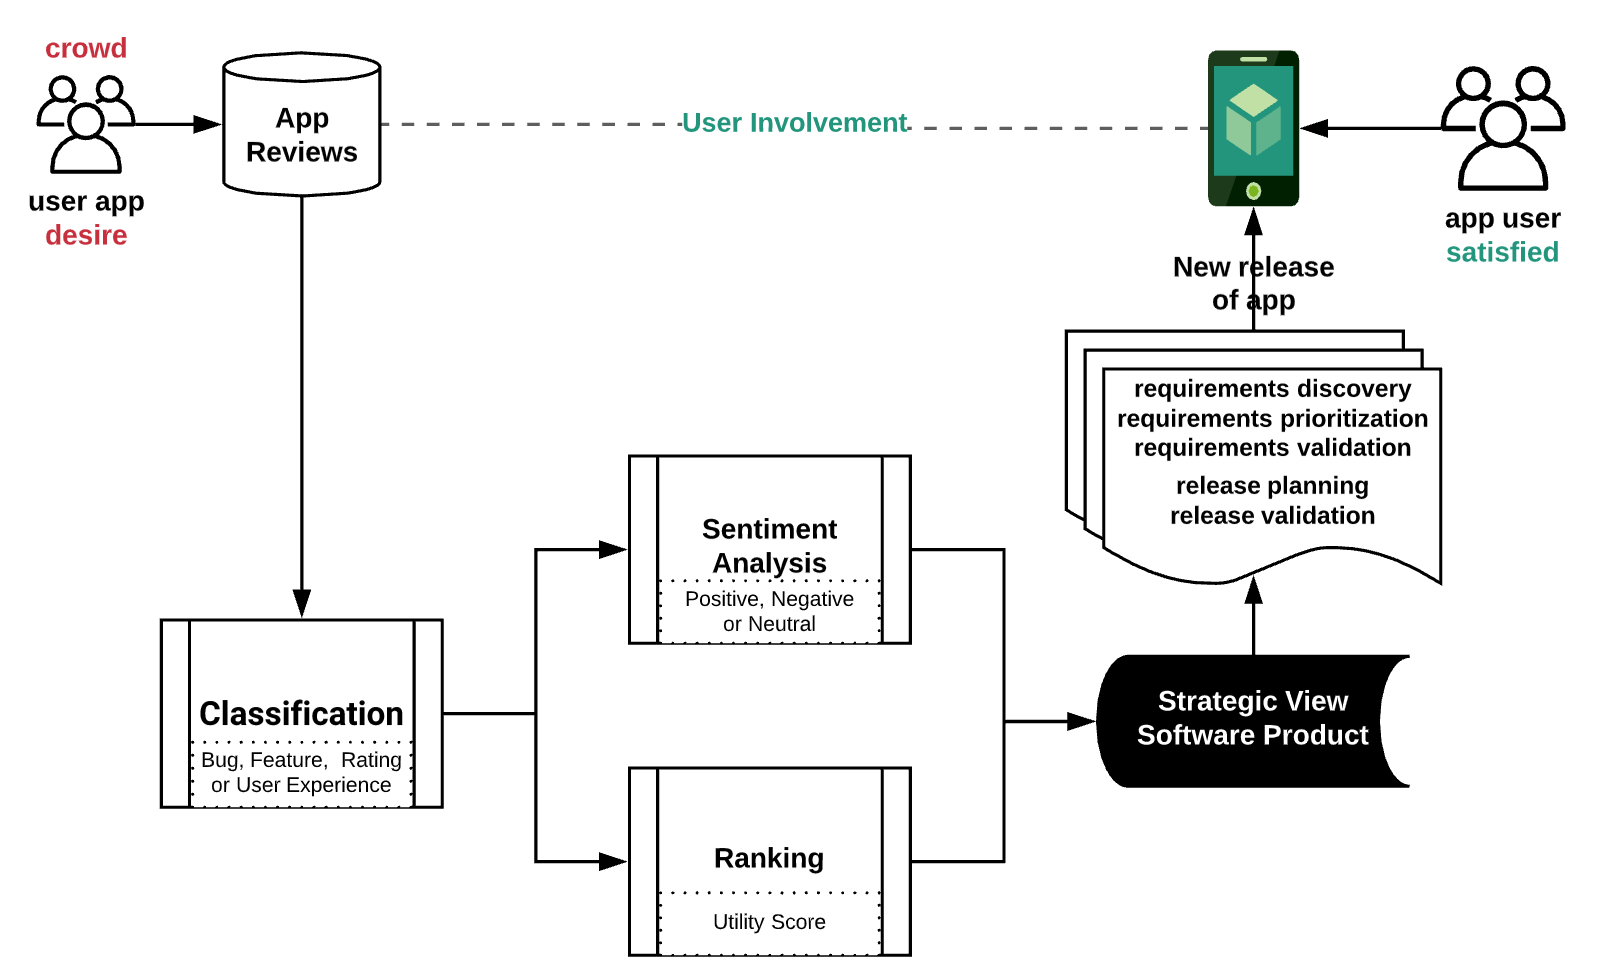 crowd
user app
desire
App
Reviews
User Involvement
app user
satisfied
New release
of app
requirements discovery
requirements prioritization
requirements validation
release planning
release validation
Sentiment
Analysis
Positive, Negative
or Neutral
Classification
Bug, Feature, Rating
or User Experience
Ranking
Utility Score
Strategic View
Software Product